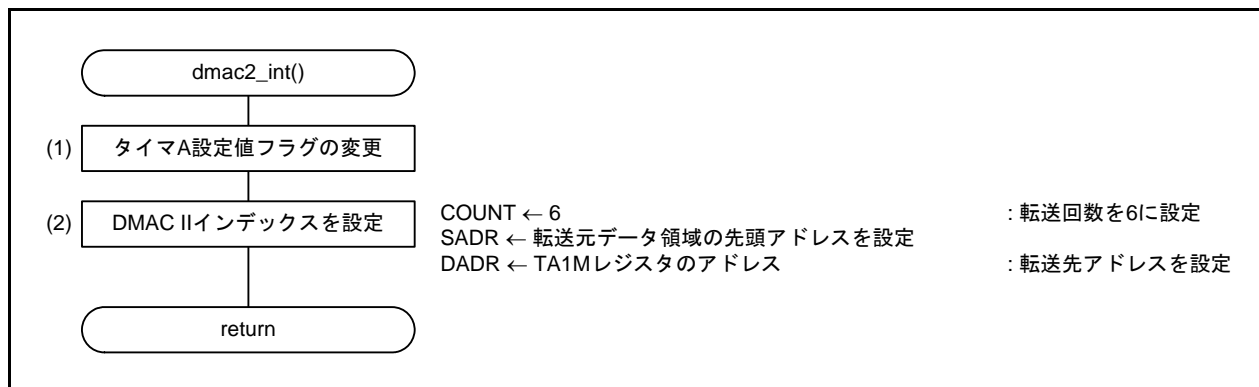 dmac2_int()
(1) タイマA設定値フラグの変更
(2) DMAC IIインデックスを設定
COUNT ← 6 : 転送回数を6に設定
SADR ← 転送元データ領域の先頭アドレスを設定
DADR ← TA1Mレジスタのアドレス : 転送先アドレスを設定
return